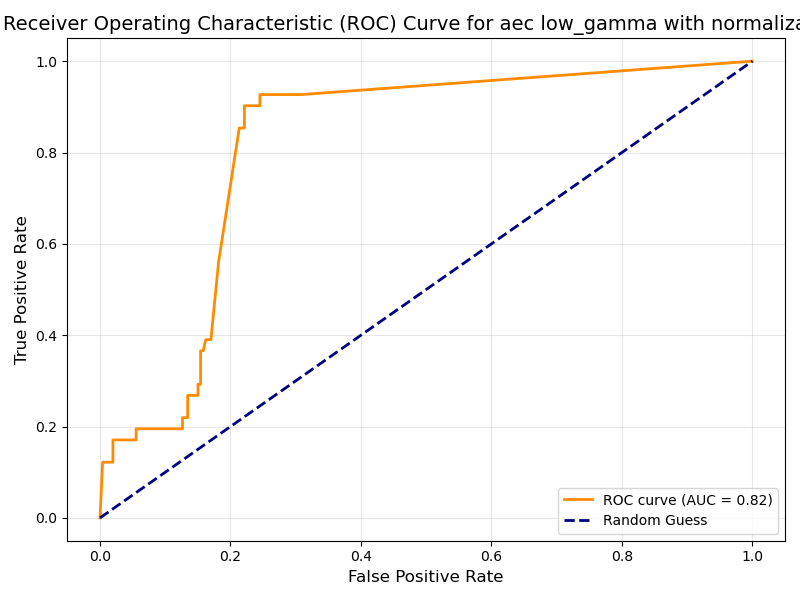 Receiver Operating Characteristic (ROC) Curve for aec low_gamma with normaliza
True Positive Rate
1.0
0.8
0.6
0.4
0.2
0.0
0.0 0.2 0.4 0.6 0.8 1.0
False Positive Rate
ROC curve (AUC = 0.82)
Random Guess